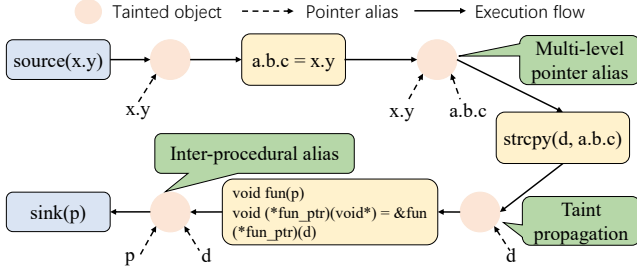 Tainted object
Pointer alias
Execution flow
source(x.y)
a.b.c = x.y
Multi-level
pointer alias
x.y
x.y
a.b.c
strcpy(d, a.b.c)
Inter-procedural alias
sink(p)
void fun(p)
void (*fun_ptr)(void*) = &fun
(*fun_ptr)(d)
Taint
propagation
p
d
d